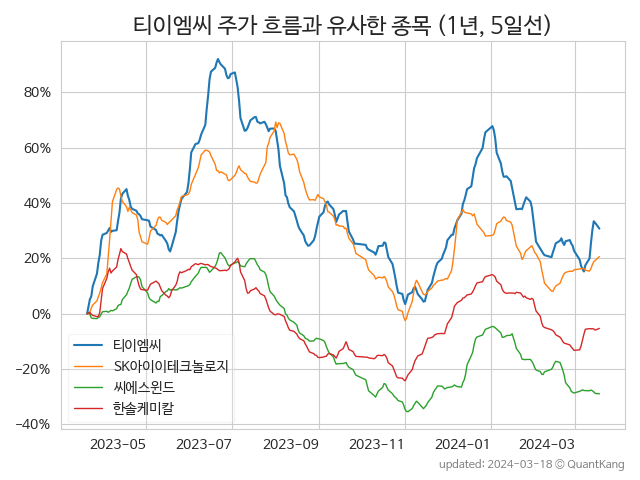 티이엠씨 주가 흐름과 유사한 종목 (1년, 5일선)
80%
60%
40%
20%
0%
−20%
−40%
티이엠씨
SK아이이테크놀로지
씨에스윈드
한솔케미칼
2023-05 2023-07 2023-09 2023-11 2024-01 2024-03
updated: 2024-03-18 © QuantKang